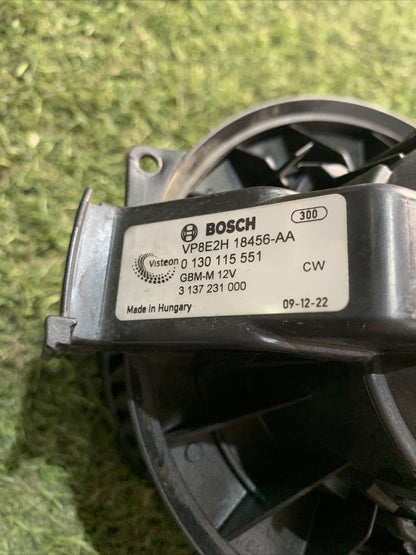 BOSCH
300
VP8E2H 18456-AA
Visteon
0 130 115 551
GBM-M 12V
CW
3 137 231 000
Made in Hungary
09-12-22